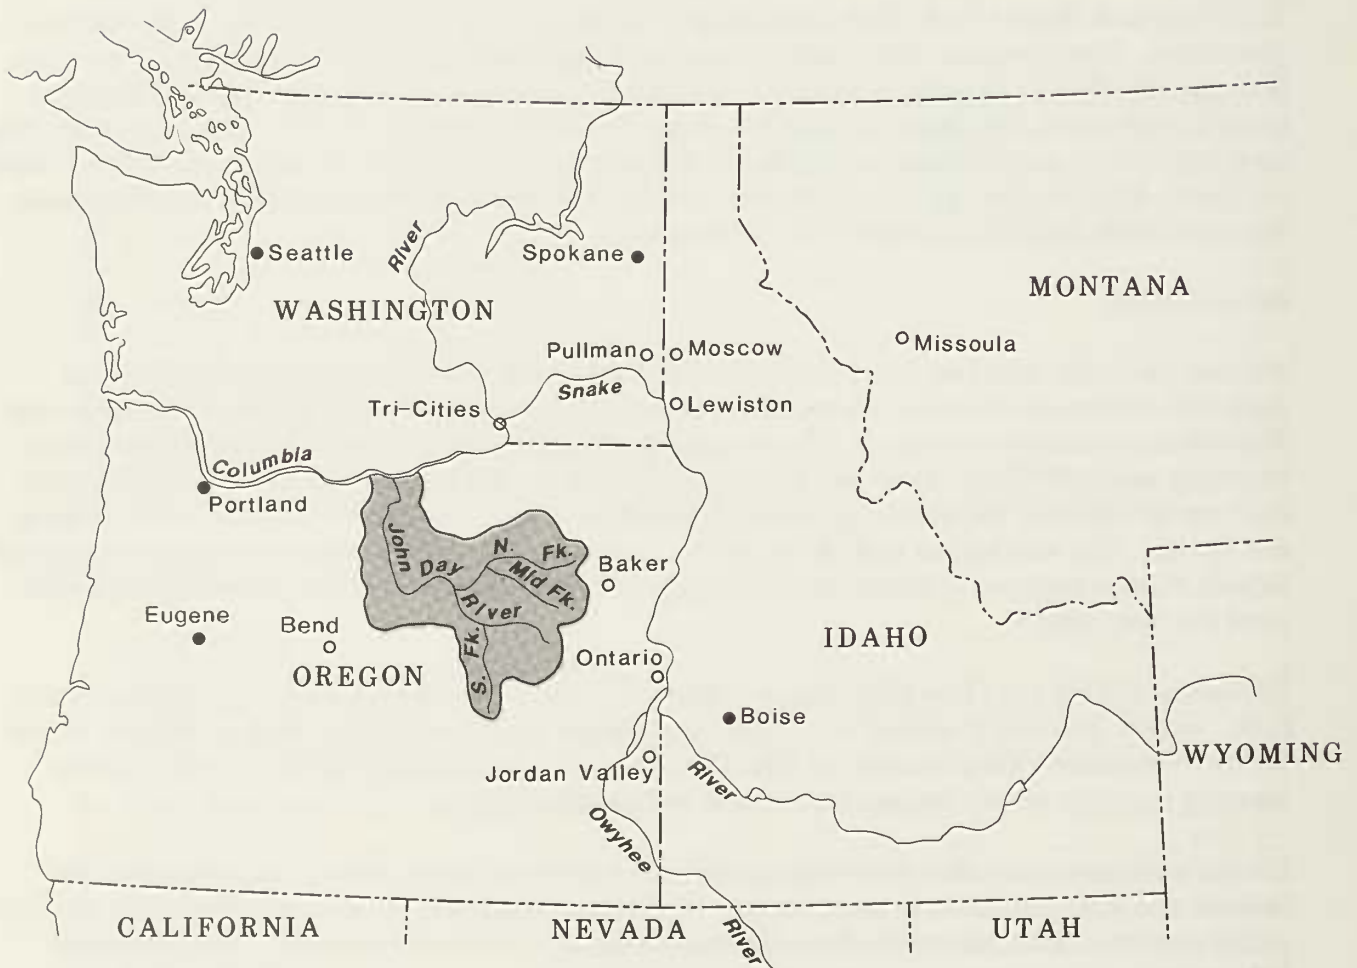 Seattle
River
Spokane
WASHINGTON
MONTANA
Pullman
Moscow
Missoula
Snake
Tri-Cities
Lewiston
Columbia
Portland
John
Day
River
N. Fk.
Mid Fk.
S. Fk.
Baker
Eugene
Bend
OREGON
IDAHO
Ontario
Boise
WYOMING
Jordan Valley
River
Owyhee
River
CALIFORNIA
NEVADA
UTAH